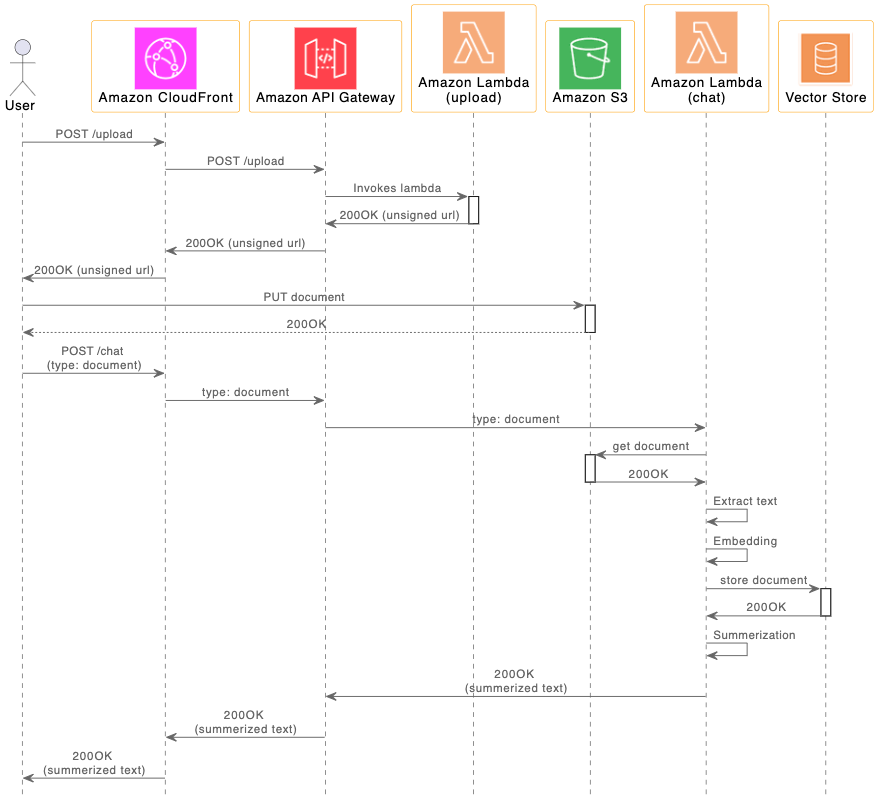 User
Amazon CloudFront
Amazon API Gateway
Amazon Lambda
(upload)
Amazon S3
Amazon Lambda
(chat)
Vector Store
POST /upload
POST /upload
Invokes lambda
200OK (unsigned url)
200OK (unsigned url)
200OK (unsigned url)
PUT document
200OK
POST /chat
(type: document)
type: document
type: document
get document
200OK
Extract text
Embedding
store document
200OK
Summerization
200OK
(summerized text)
200OK
(summerized text)
200OK
(summerized text)